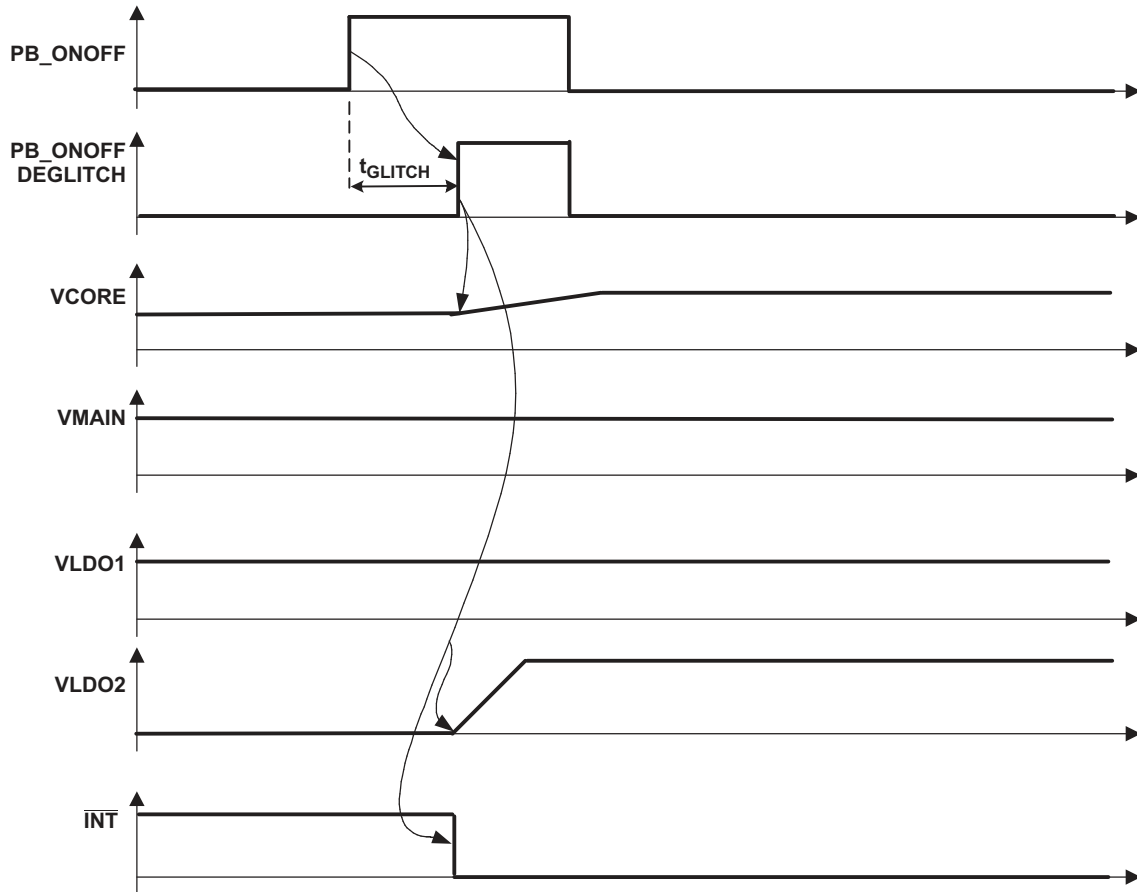 PB_ONOFF
PB_ONOFF
DEGLITCH
tGLITCH
VCORE
VMAIN
VLDO1
VLDO2
INT